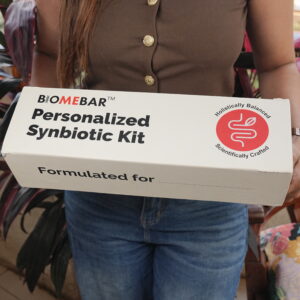 BIOMEBAR™
Personalized
Synbiotic Kit
Holistically Balanced
Scientifically Crafted
Formulated for